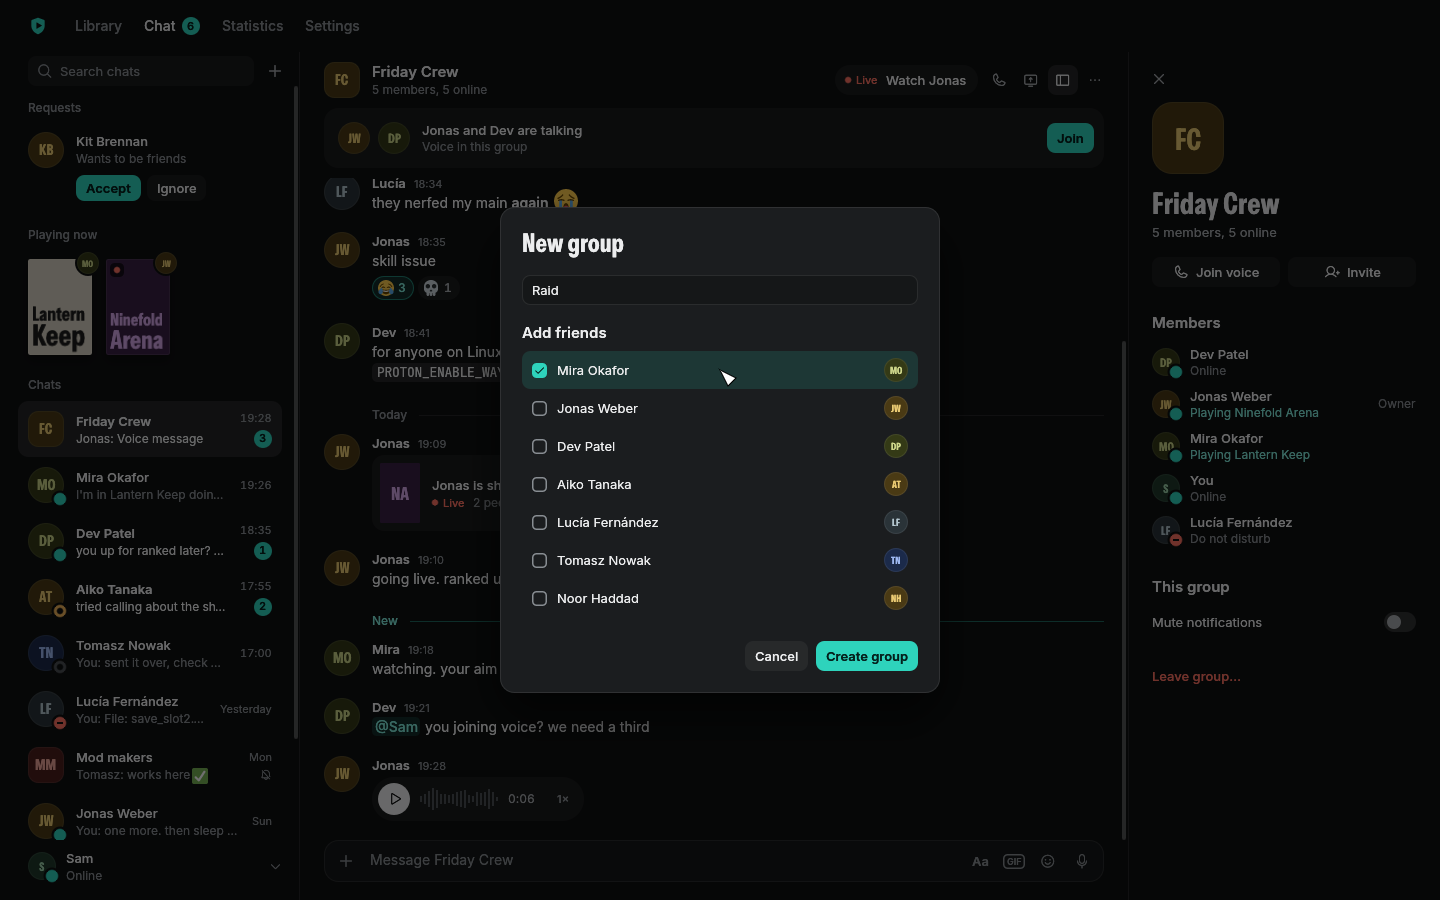 Library
Chat 6
Statistics
Settings
Search chats
Requests
KB
Kit Brennan
Wants to be friends
Accept
Ignore
Playing now
MO
Lantern
Keep
JW
Ninefold
Arena
Chats
FC
Friday Crew
19:28
Jonas: Voice message
3
MO
Mira Okafor
I'm in Lantern Keep doin...
19:26
DP
Dev Patel
18:35
you up for ranked later? ...
1
AT
Aiko Tanaka
17:55
tried calling about the sh...
2
TN
Tomasz Nowak
You: sent it over, check ...
17:00
LF
Lucía Fernández
You: File: save_slot2....
Yesterday
MM
Mod makers
Mon
Tomasz: works here
JW
Jonas Weber
You: one more. then sleep ...
Sun
S
Sam
Online
FC
Friday Crew
5 members, 5 online
Live
Watch Jonas
JW
DP
Jonas and Dev are talking
Voice in this group
Join
LF
Lucía 18:34
they nerfed my main again
JW
Jonas 18:35
skill issue
3
1
DP
Dev 18:41
for anyone on Linux
PROTON_ENABLE_WA
Today
JW
Jonas 19:09
NA
Jonas is sh
Live 2 pe
JW
Jonas 19:10
going live. ranked u
New
MO
Mira 19:18
watching. your aim
DP
Dev 19:21
@Sam you joining voice? we need a third
JW
Jonas 19:28
0:06
1×
Message Friday Crew
Aa
GIF
New group
Raid
Add friends
Mira Okafor
MO
Jonas Weber
JW
Dev Patel
DP
Aiko Tanaka
AT
Lucía Fernández
LF
Tomasz Nowak
TN
Noor Haddad
NH
Cancel
Create group
FC
Friday Crew
5 members, 5 online
Join voice
Invite
Members
DP
Dev Patel
Online
JW
Jonas Weber
Playing Ninefold Arena
Owner
MO
Mira Okafor
Playing Lantern Keep
S
You
Online
LF
Lucía Fernández
Do not disturb
This group
Mute notifications
Leave group...